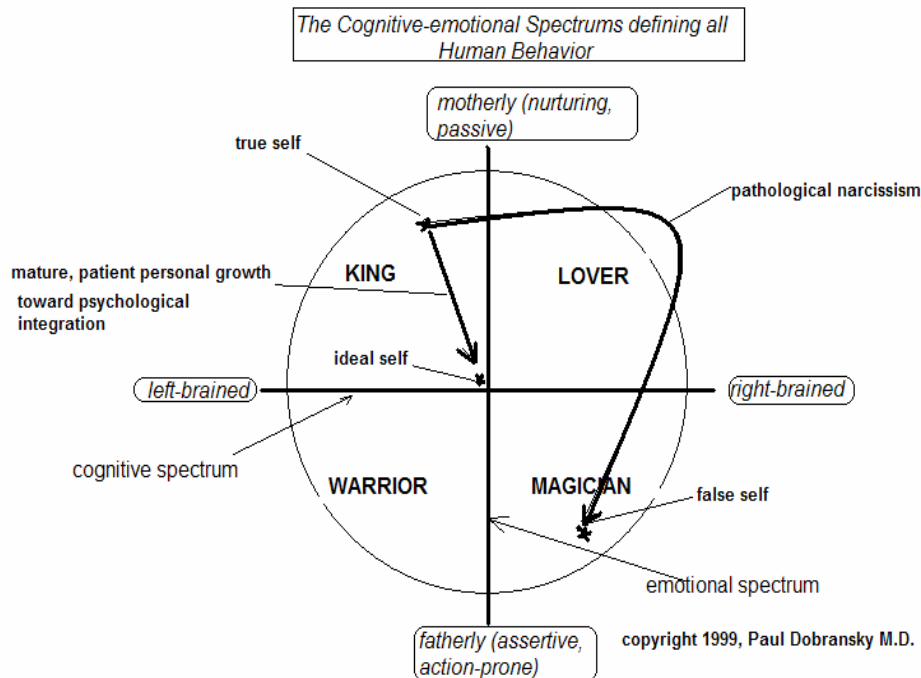 The Cognitive-emotional Spectrums defining all
Human Behavior
motherly (nurturing,
passive)
true self
pathological narcissism
KING
LOVER
mature, patient personal growth
toward psychological
integration
ideal self
left-brained
right-brained
cognitive spectrum
WARRIOR
MAGICIAN
false self
emotional spectrum
fatherly (assertive,
action-prone)
copyright 1999, Paul Dobransky M.D.